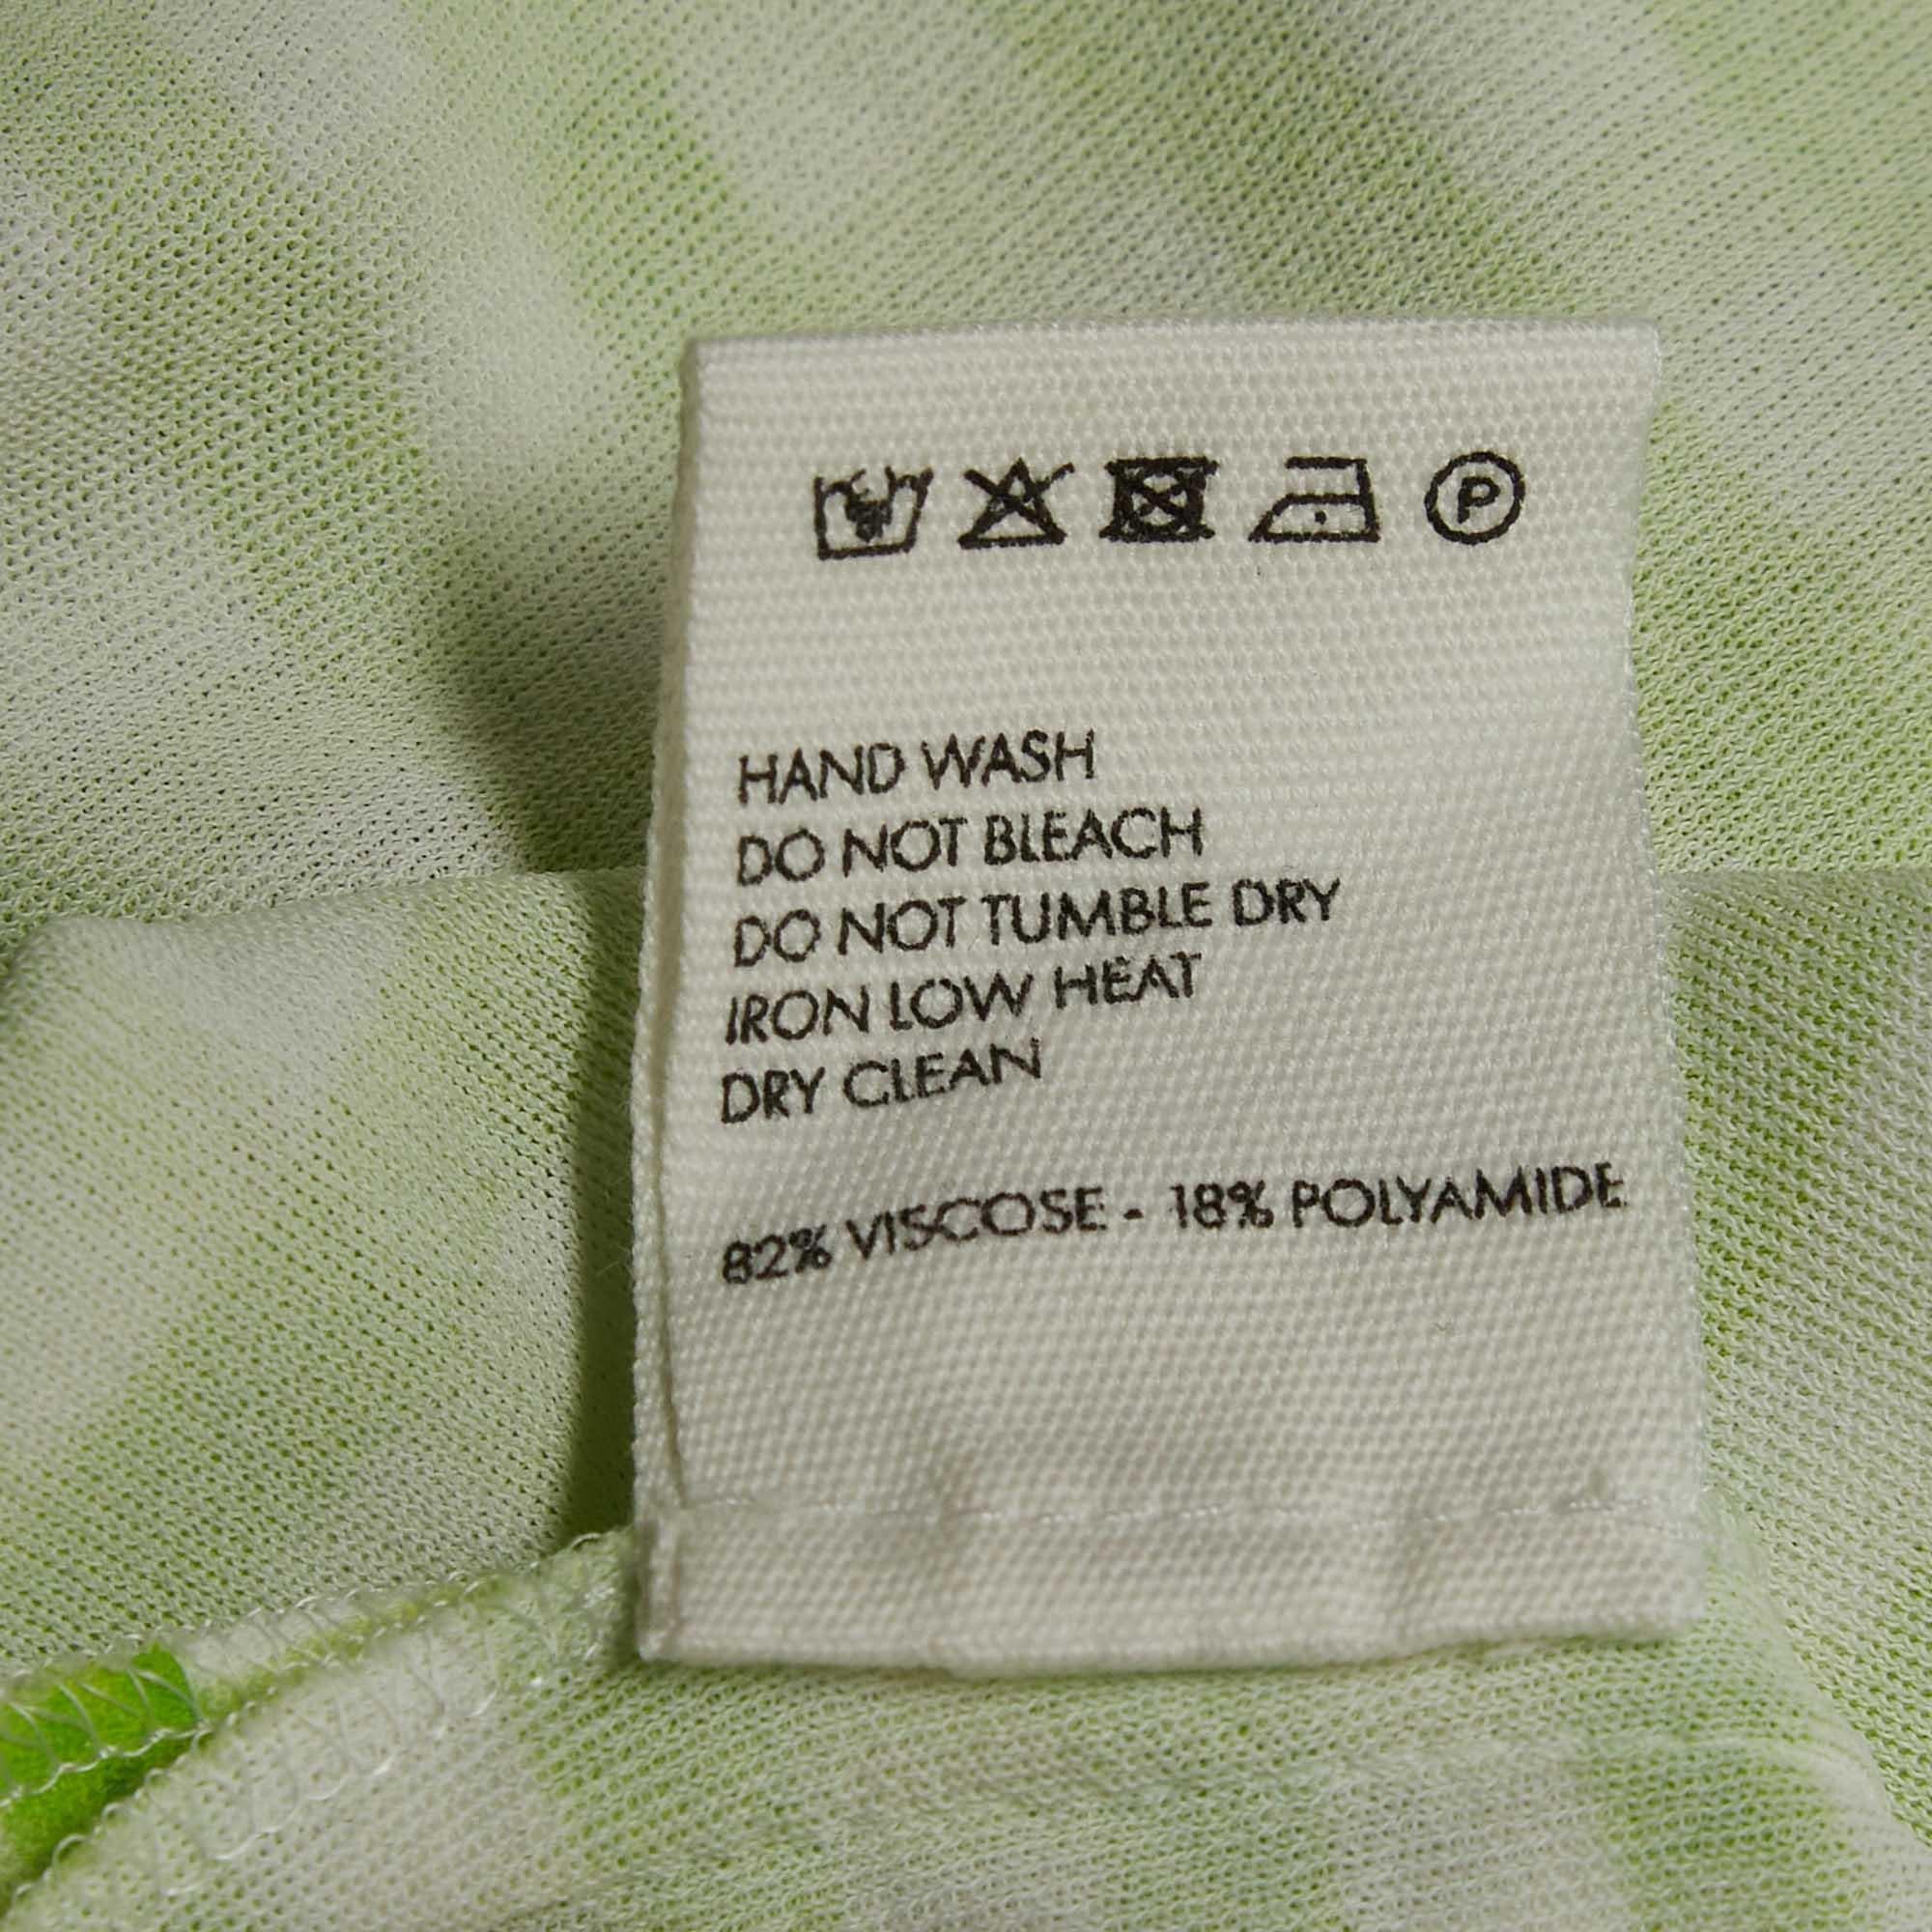 P
HAND WASH
DO NOT BLEACH
DO NOT TUMBLE DRY
IRON LOW HEAT
DRY CLEAN
82% VISCOSE - 18% POLYAMIDE